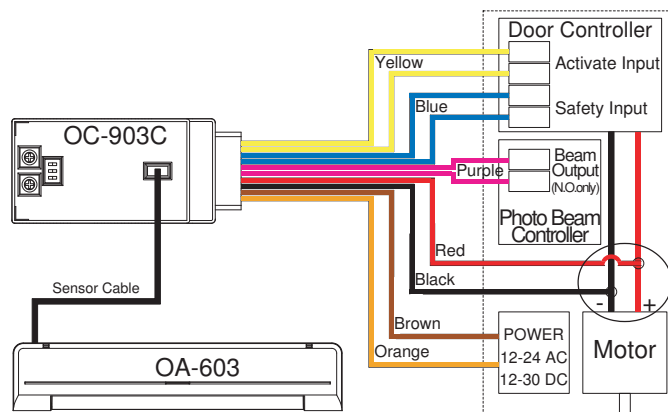 Door Controller
Yellow
Activate Input
Blue
Safety Input
OC-903C
Purple
Beam
Output
(N.O.only)
Photo Beam
Controller
Red
Black
Sensor Cable
- +
Brown
Orange
POWER
12-24 AC
12-30 DC
Motor
OA-603